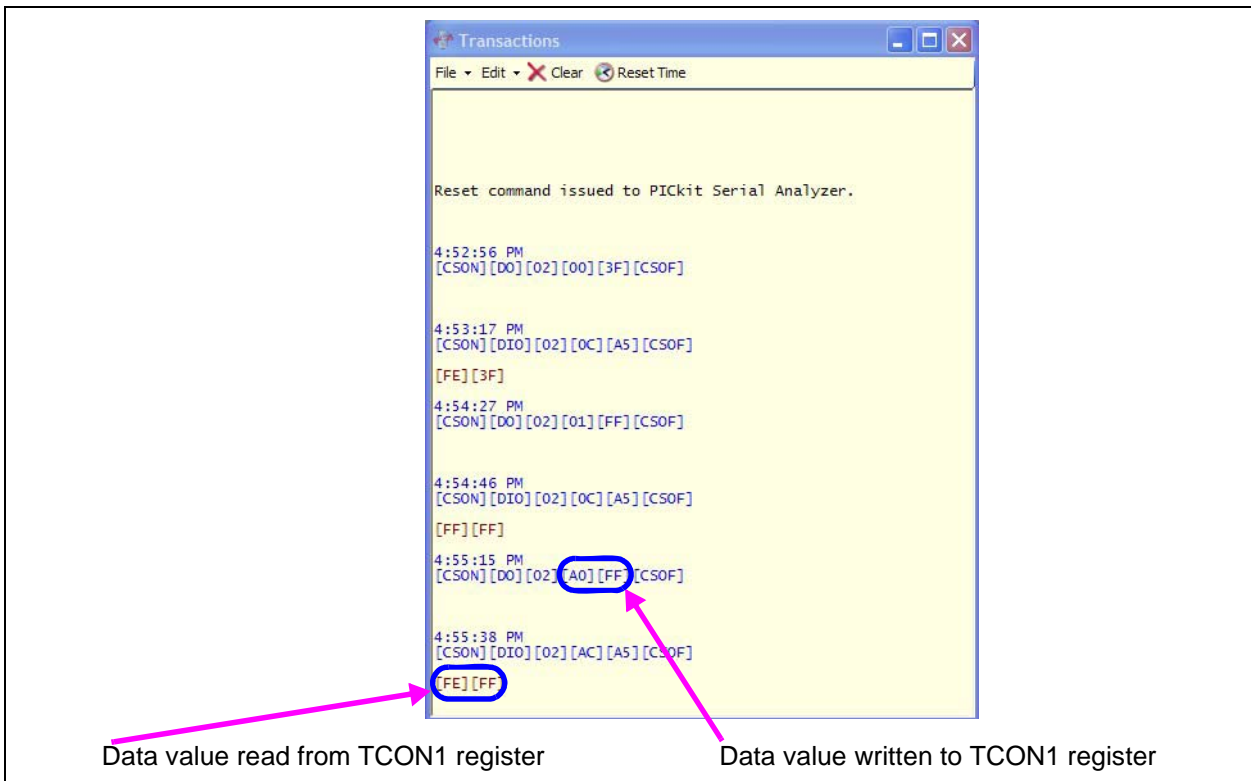 Transactions
File Edit Clear Reset Time
Reset command issued to PICkit Serial Analyzer.
4:52:56 PM
[CSON][DO][02][00][3F][CSOF]
4:53:17 PM
[CSON][DIO][02][0C][A5][CSOF]
[FE][3F]
4:54:27 PM
[CSON][DO][02][01][FF][CSOF]
4:54:46 PM
[CSON][DIO][02][0C][A5][CSOF]
[FF][FF]
4:55:15 PM
[CSON][DO][02][A0][FF][CSOF]
4:55:38 PM
[CSON][DIO][02][AC][A5][CSOF]
[FE][FF]
Data value read from TCON1 register
Data value written to TCON1 register